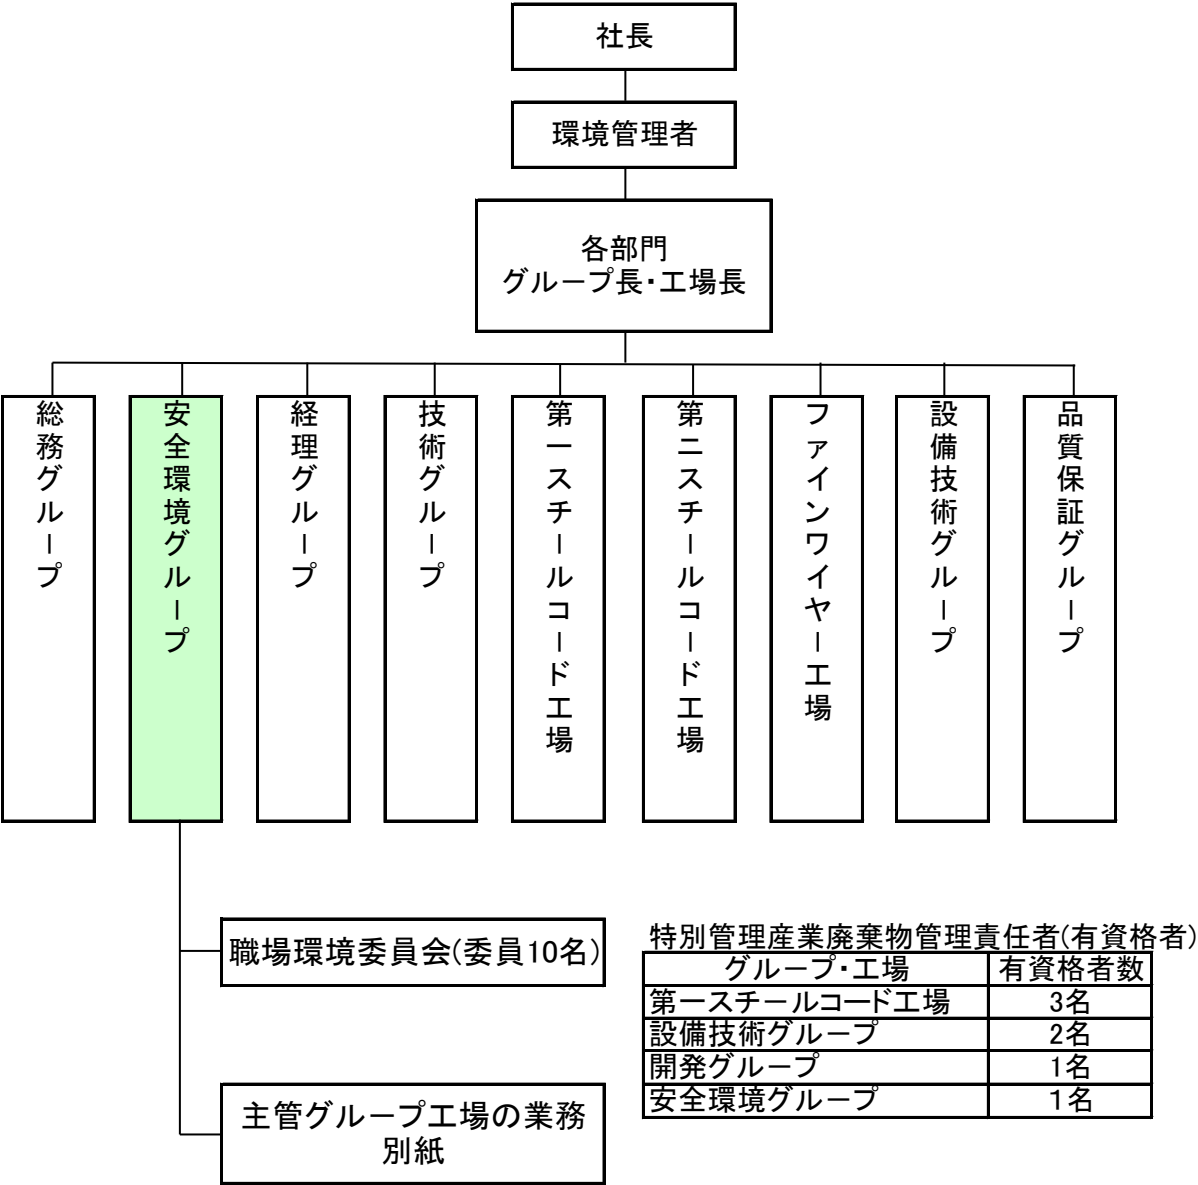 社長
環境管理者
各部門
グループ長・工場長
総務グループ
安全環境グループ
経理グループ
技術グループ
第一スチールコード工場
第二スチールコード工場
ファインワイヤー工場
設備技術グループ
品質保証グループ
職場環境委員会(委員10名)
主管グループ工場の業務
別紙
特別管理産業廃棄物管理責任者(有資格者)
グループ・工場 有資格者数
第一スチールコード工場 3名
設備技術グループ 2名
開発グループ 1名
安全環境グループ １名